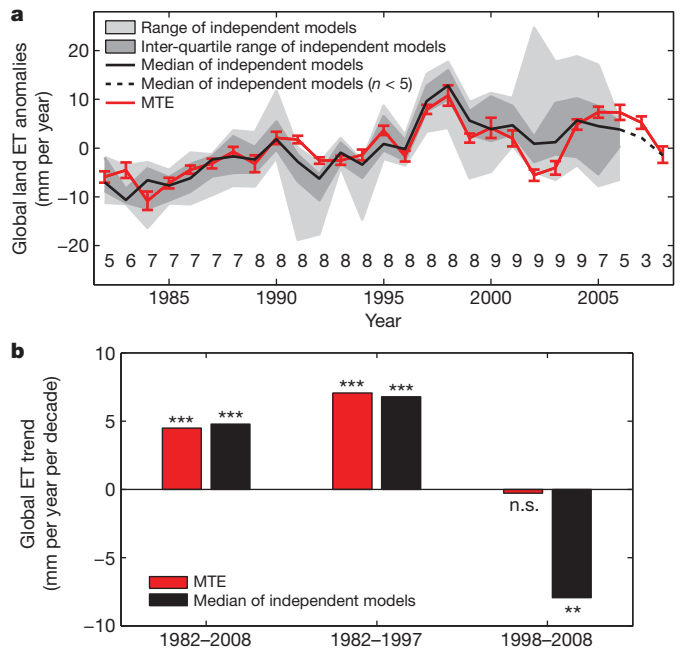 a
Range of independent models
Inter-quartile range of independent models
Median of independent models
Median of independent models (n < 5)
MTE
Global land ET anomalies
(mm per year)
20
10
0
−10
−20
5 6 7 7 7 7 7 8 8 8 8 8 8 8 8 8 8 8 9 9 9 9 9 7 5 3 3
1985 1990 1995 2000 2005
Year
b
Global ET trend
(mm per year per decade)
10
5
0
−5
−10
*** ***
*** ***
n.s.
**
MTE
Median of independent models
1982–2008 1982–1997 1998–2008